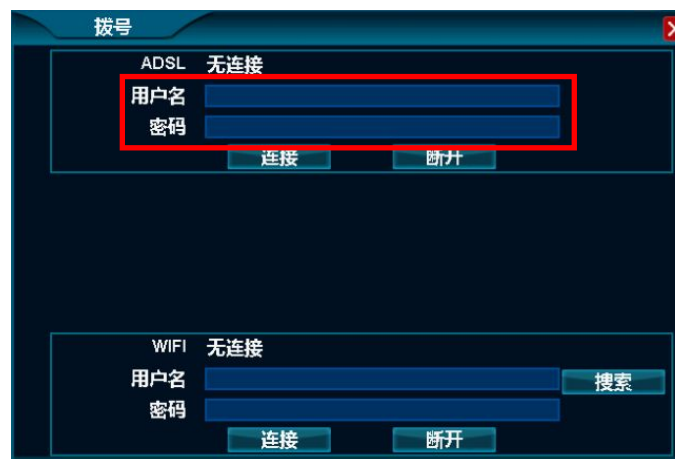 拨号
ADSL 无连接
用户名
密码
连接 断开
WIFI 无连接
用户名 搜索
密码
连接 断开